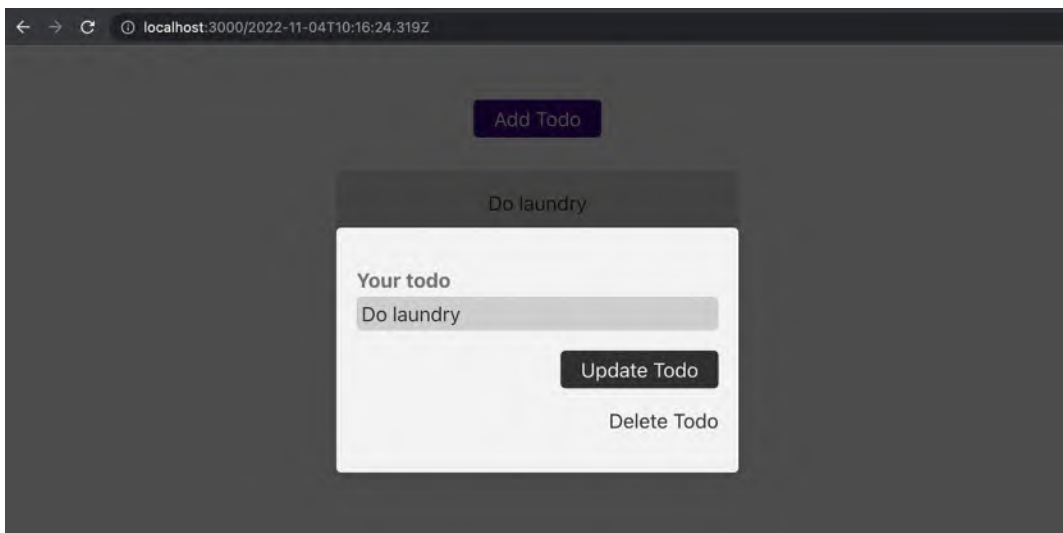 localhost:3000/2022-11-04T10:16:24.319Z
Add Todo
Do laundry
Your todo
Do laundry
Update Todo
Delete Todo